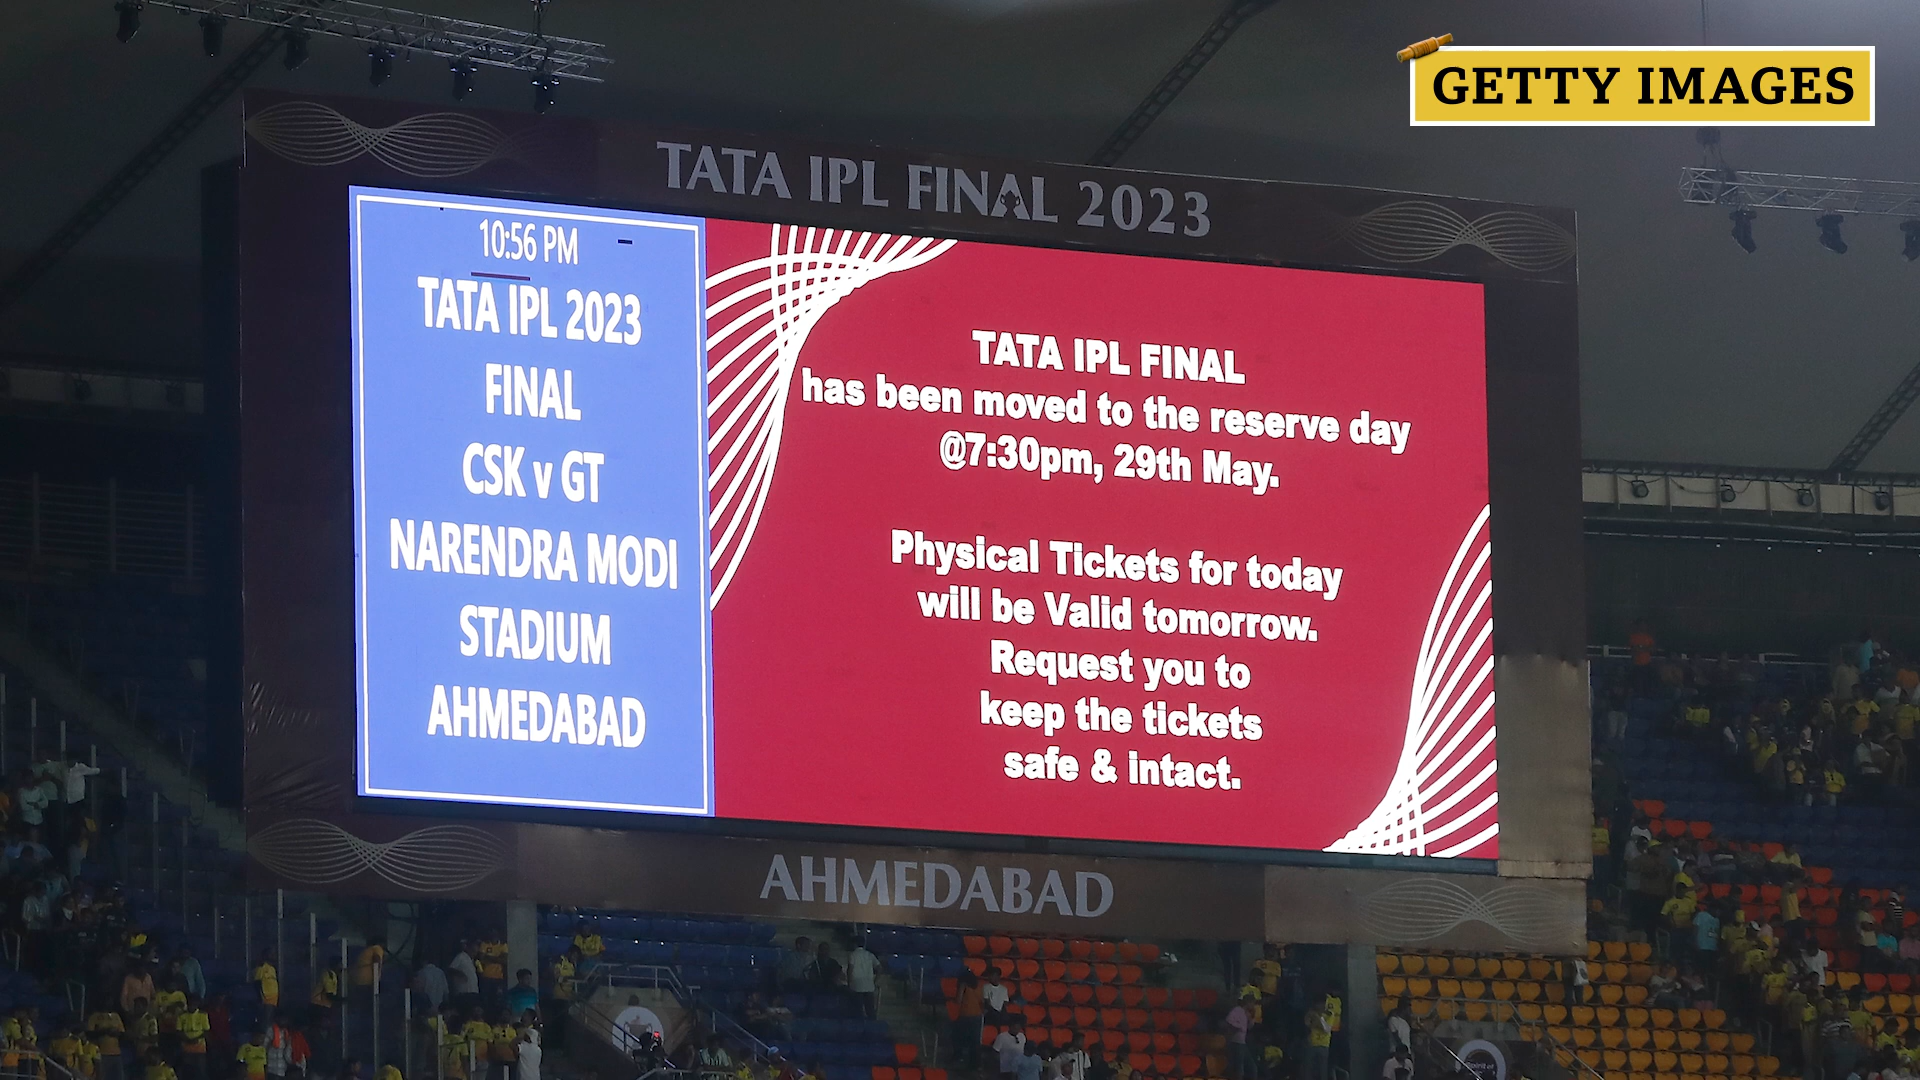 GETTY IMAGES
TATA IPL FINAL 2023
10:56 PM
TATA IPL 2023
FINAL
CSK v GT
NARENDRA MODI
STADIUM
AHMEDABAD
TATA IPL FINAL
has been moved to the reserve day
@7:30pm, 29th May.
Physical Tickets for today
will be Valid tomorrow.
Request you to
keep the tickets
safe & intact.
AHMEDABAD